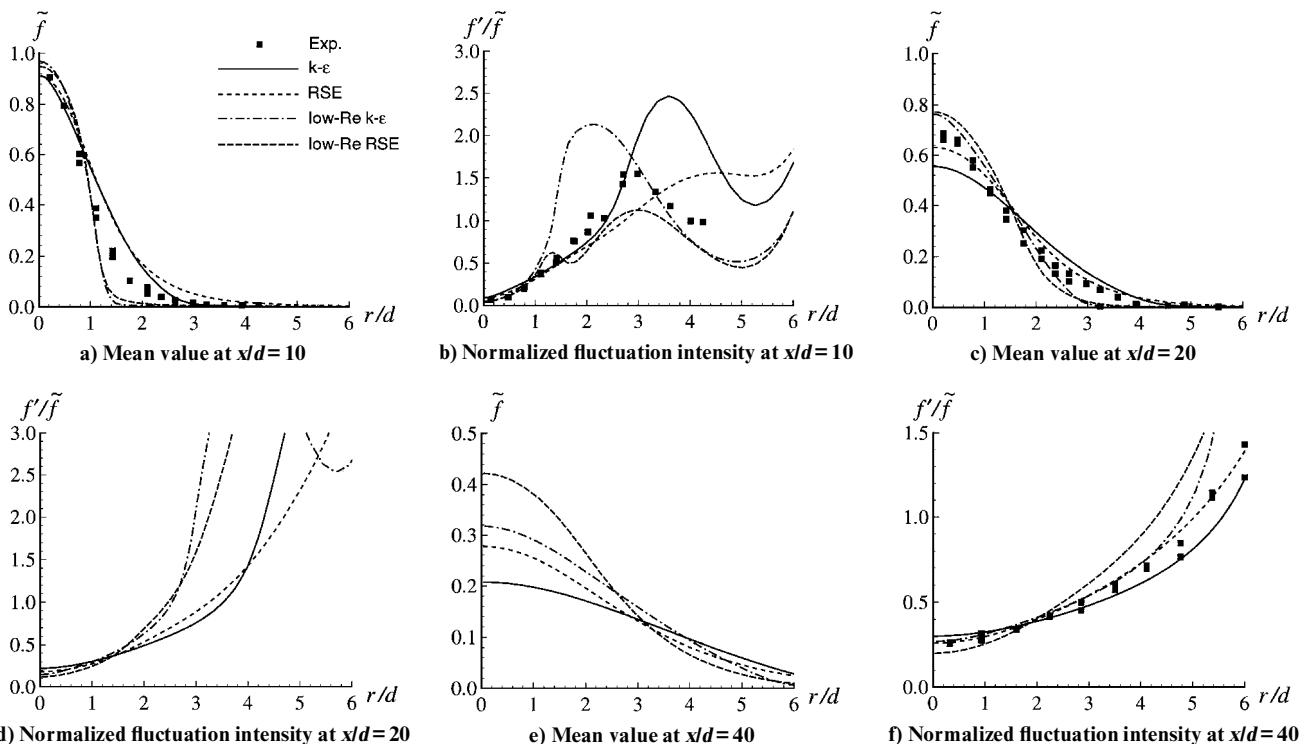 f̃
1.0
0.8
0.6
0.4
0.2
0.0
0 1 2 3 4 5 6 r/d
Exp.
k-ε
RSE
low-Re k-ε
low-Re RSE
a) Mean value at x/d = 10
f′/f̃
3.0
2.5
2.0
1.5
1.0
0.5
0.0
0 1 2 3 4 5 6 r/d
b) Normalized fluctuation intensity at x/d = 10
f̃
1.0
0.8
0.6
0.4
0.2
0.0
0 1 2 3 4 5 6 r/d
c) Mean value at x/d = 20
f′/f̃
3.0
2.5
2.0
1.5
1.0
0.5
0.0
0 1 2 3 4 5 6 r/d
d) Normalized fluctuation intensity at x/d = 20
f̃
0.5
0.4
0.3
0.2
0.1
0.0
0 1 2 3 4 5 6 r/d
e) Mean value at x/d = 40
f′/f̃
1.5
1.0
0.5
0.0
0 1 2 3 4 5 6 r/d
f) Normalized fluctuation intensity at x/d = 40